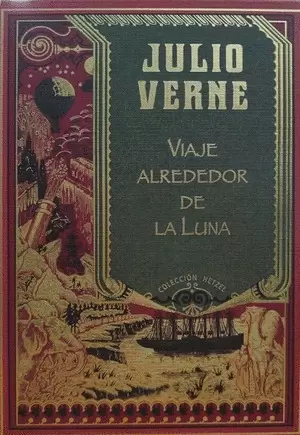 JULIO
VERNE
VIAJE
ALREDEDOR
DE
LA LUNA
COLECCIÓN HETZEL